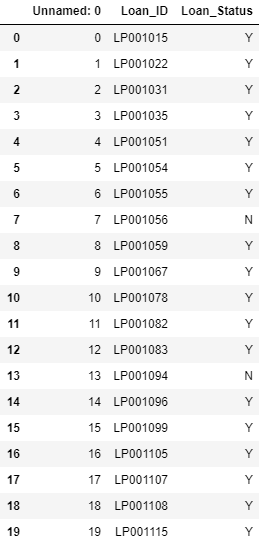 Unnamed: 0 Loan_ID Loan_Status
0 0 LP001015 Y
1 1 LP001022 Y
2 2 LP001031 Y
3 3 LP001035 Y
4 4 LP001051 Y
5 5 LP001054 Y
6 6 LP001055 Y
7 7 LP001056 N
8 8 LP001059 Y
9 9 LP001067 Y
10 10 LP001078 Y
11 11 LP001082 Y
12 12 LP001083 Y
13 13 LP001094 N
14 14 LP001096 Y
15 15 LP001099 Y
16 16 LP001105 Y
17 17 LP001107 Y
18 18 LP001108 Y
19 19 LP001115 Y